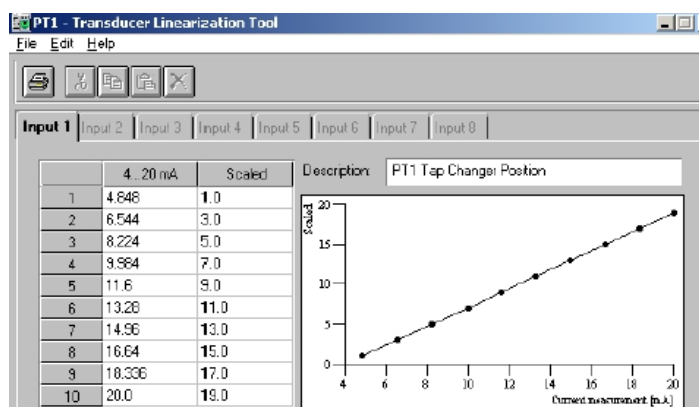 PT1 - Transducer Linearization Tool
File Edit Help
Input 1 Input 2 Input 3 Input 4 Input 5 Input 6 Input 7 Input 8
4...20 mA Scaled
Description: PT1 Tap Changer Position
1 4.848 1.0
2 6.544 3.0
3 8.224 5.0
4 9.984 7.0
5 11.6 9.0
6 13.28 11.0
7 14.96 13.0
8 16.64 15.0
9 18.336 17.0
10 20.0 19.0
Scaled
20
15
10
5
0
4 6 8 10 12 14 16 18 20
Current measurement [mA]